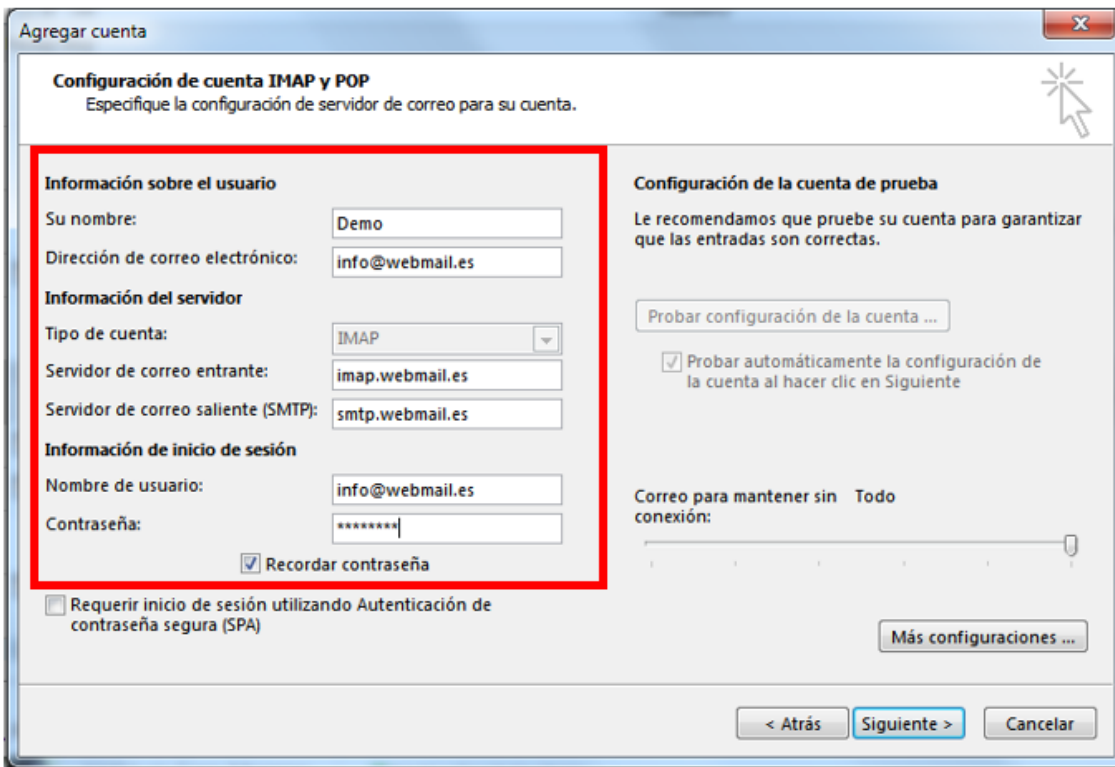 Agregar cuenta
Configuración de cuenta IMAP y POP
Especifique la configuración de servidor de correo para su cuenta.
Información sobre el usuario
Su nombre:
Demo
Dirección de correo electrónico:
info@webmail.es
Información del servidor
Tipo de cuenta:
IMAP
Servidor de correo entrante:
imap.webmail.es
Servidor de correo saliente (SMTP):
smtp.webmail.es
Información de inicio de sesión
Nombre de usuario:
info@webmail.es
Contraseña:
********
Recordar contraseña
Requerir inicio de sesión utilizando Autenticación de
contraseña segura (SPA)
Configuración de la cuenta de prueba
Le recomendamos que pruebe su cuenta para garantizar
que las entradas son correctas.
Probar configuración de la cuenta ...
Probar automáticamente la configuración de
la cuenta al hacer clic en Siguiente
Correo para mantener sin Todo
conexión:
Más configuraciones ...
< Atrás
Siguiente >
Cancelar